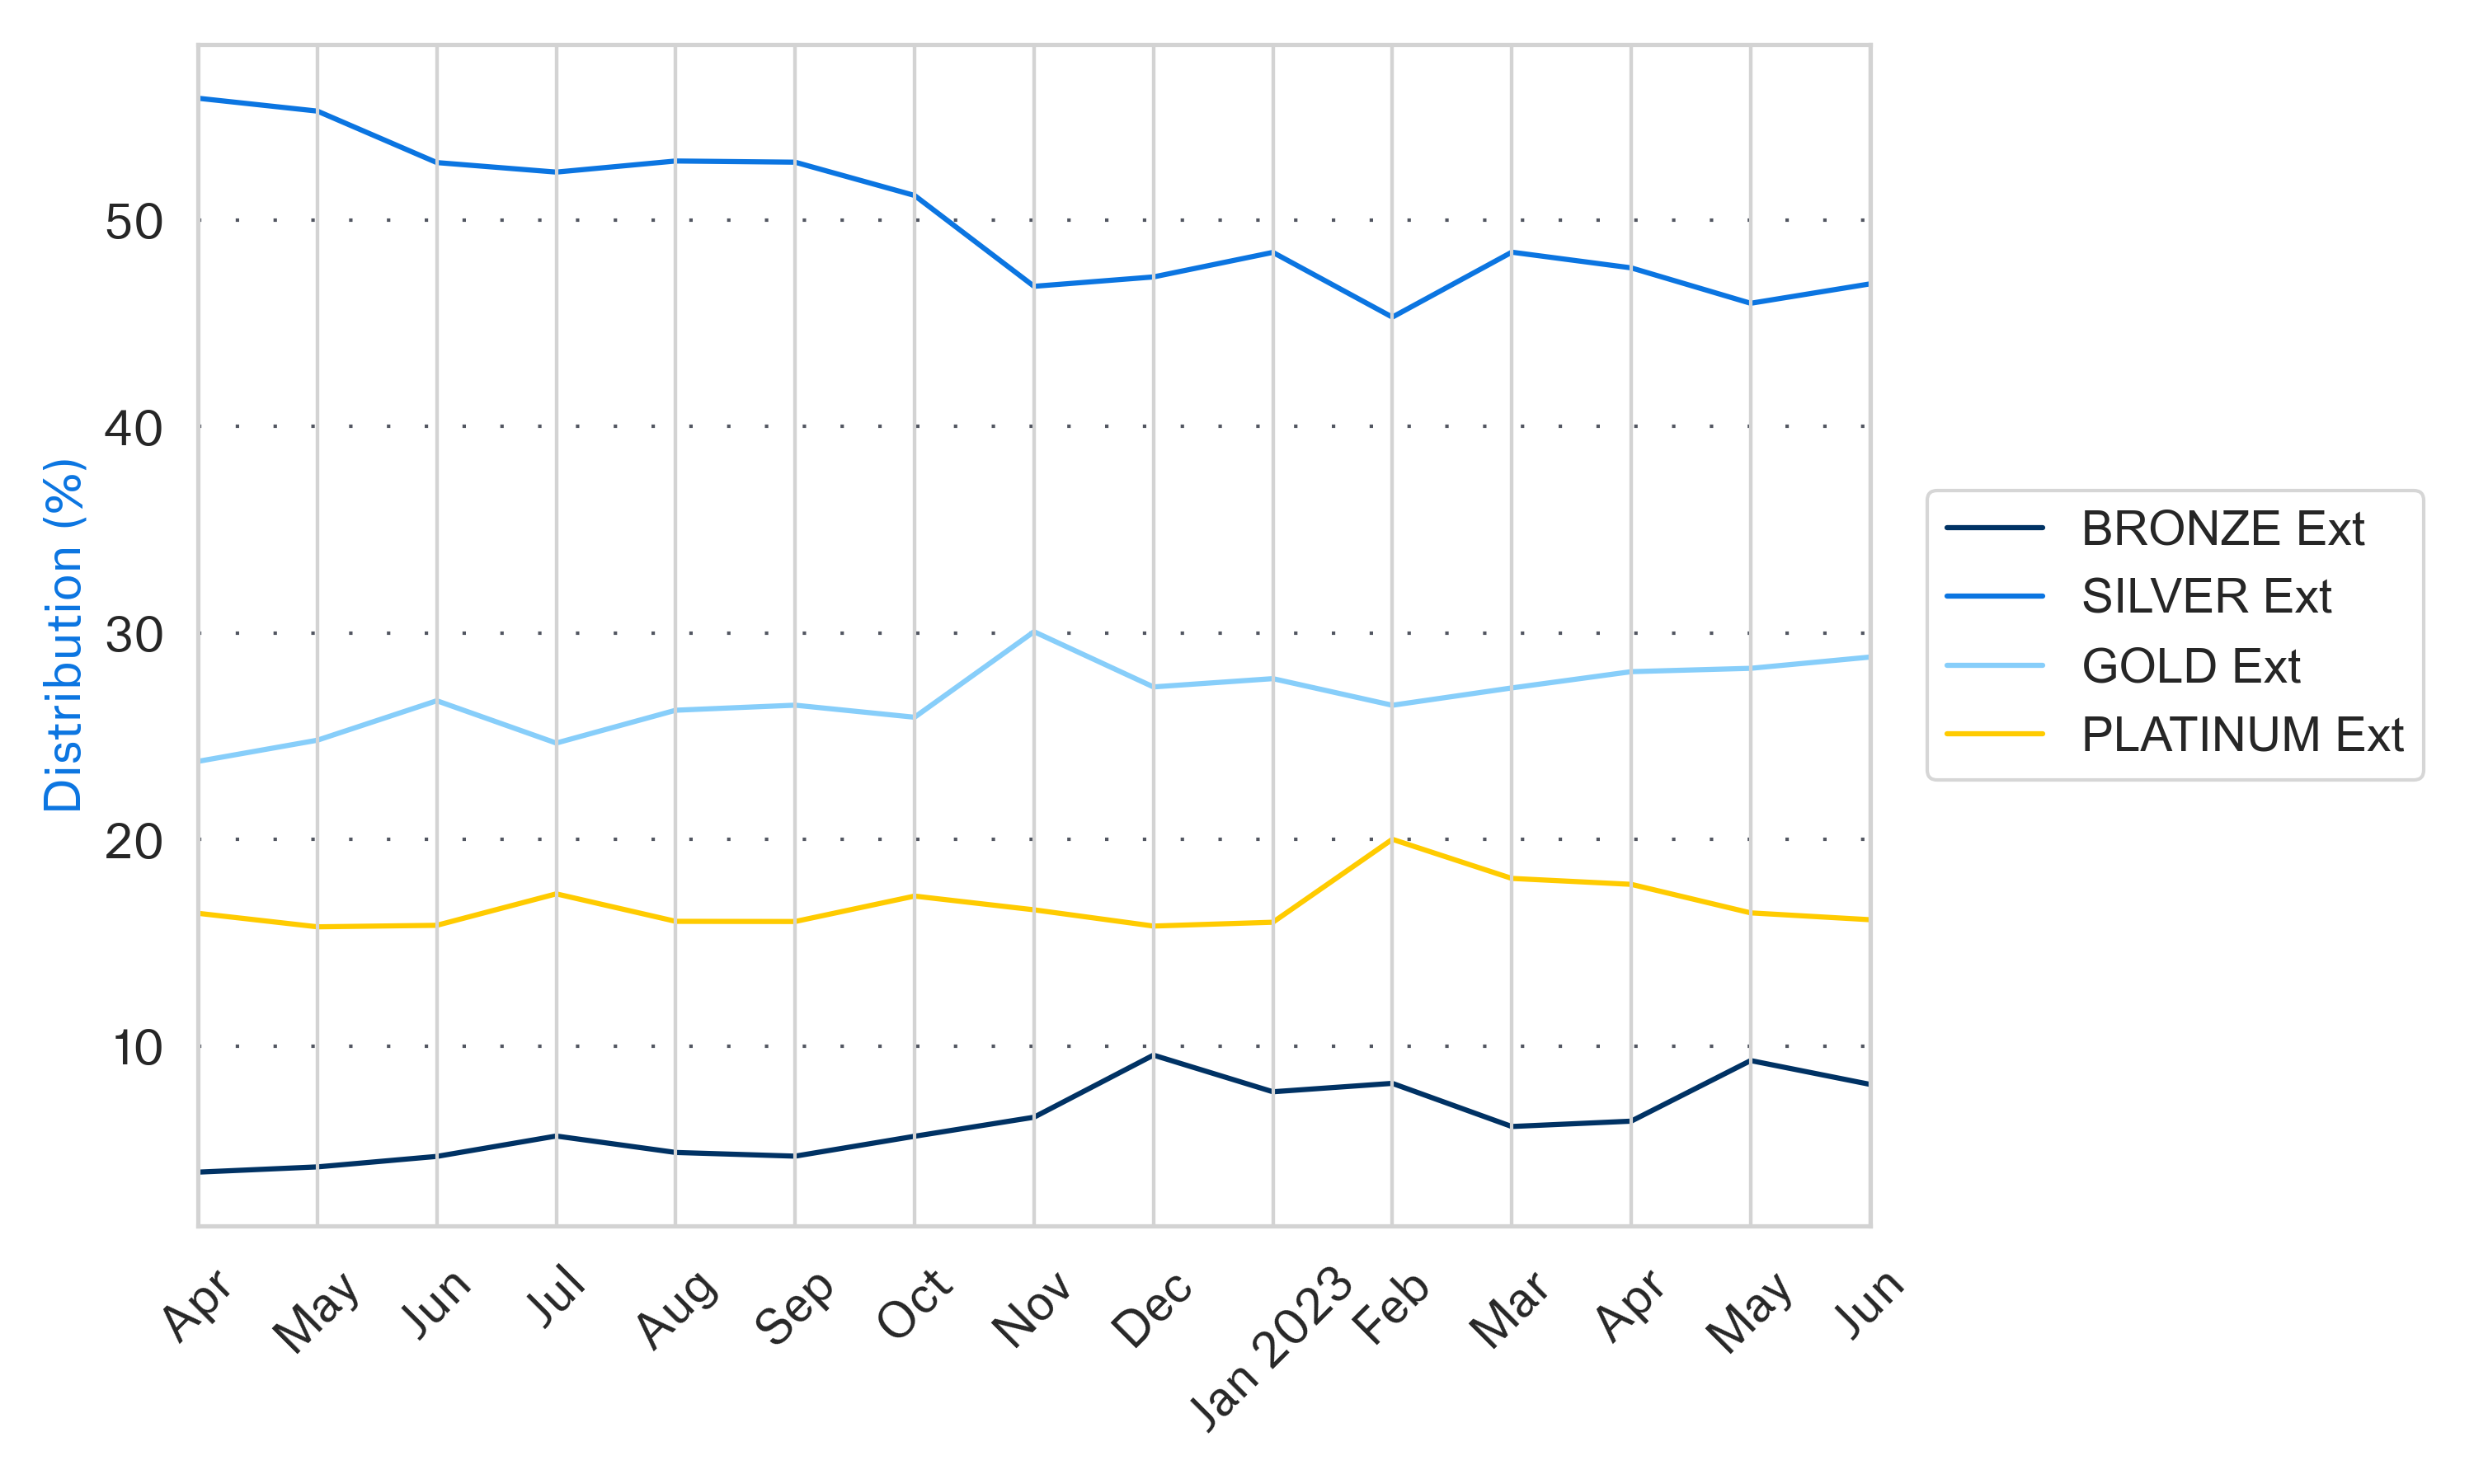 Distribution (%)
50
40
30
20
10
Apr
May
Jun
Jul
Aug
Sep
Oct
Nov
Dec
Jan 2023
Feb
Mar
Apr
May
Jun
BRONZE Ext
SILVER Ext
GOLD Ext
PLATINUM Ext